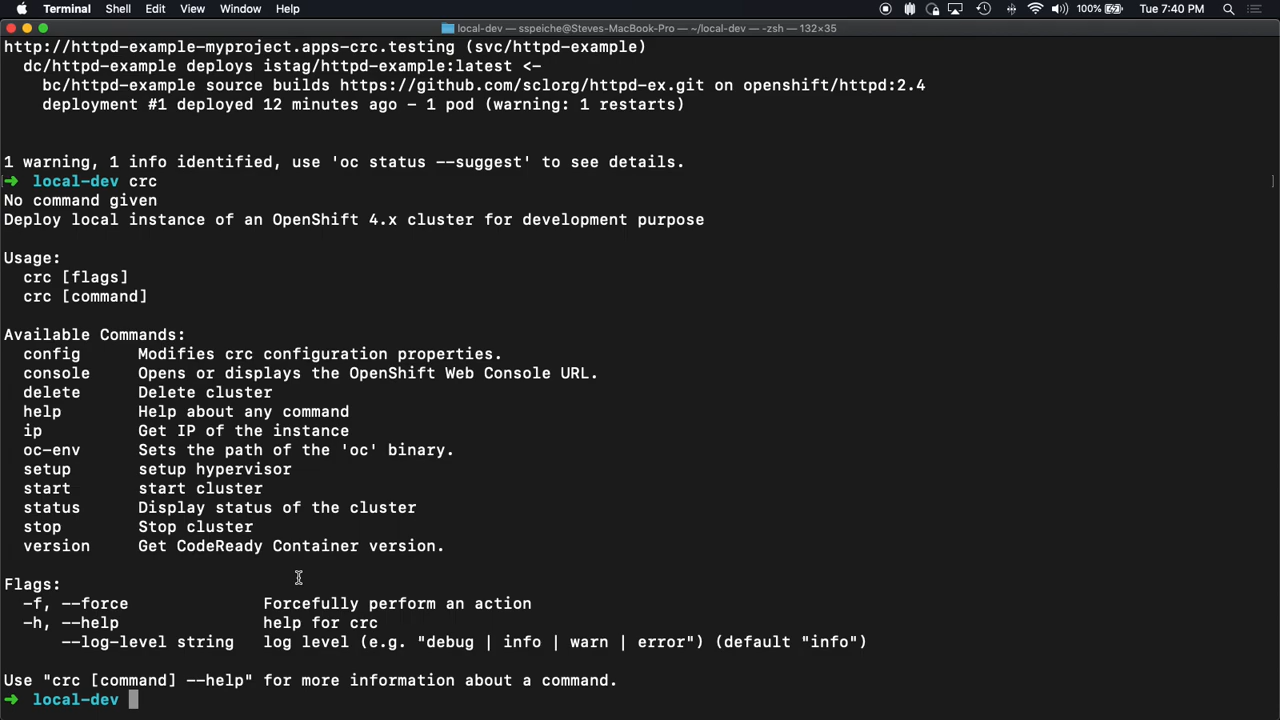 Terminal Shell Edit View Window Help 100% Tue 7:40 PM
local-dev — sspeiche@Steves-MacBook-Pro — ~/local-dev — -zsh — 132×35
http://httpd-example-myproject.apps-crc.testing (svc/httpd-example)
  dc/httpd-example deploys istag/httpd-example:latest <-
    bc/httpd-example source builds https://github.com/sclorg/httpd-ex.git on openshift/httpd:2.4
    deployment #1 deployed 12 minutes ago - 1 pod (warning: 1 restarts)
1 warning, 1 info identified, use 'oc status --suggest' to see details.
➜  local-dev crc
No command given
Deploy local instance of an OpenShift 4.x cluster for development purpose
Usage:
  crc [flags]
  crc [command]
Available Commands:
  config      Modifies crc configuration properties.
  console     Opens or displays the OpenShift Web Console URL.
  delete      Delete cluster
  help        Help about any command
  ip          Get IP of the instance
  oc-env      Sets the path of the 'oc' binary.
  setup       setup hypervisor
  start       start cluster
  status      Display status of the cluster
  stop        Stop cluster
  version     Get CodeReady Container version.
Flags:
  -f, --force              Forcefully perform an action
  -h, --help               help for crc
      --log-level string   log level (e.g. "debug | info | warn | error") (default "info")
Use "crc [command] --help" for more information about a command.
➜  local-dev